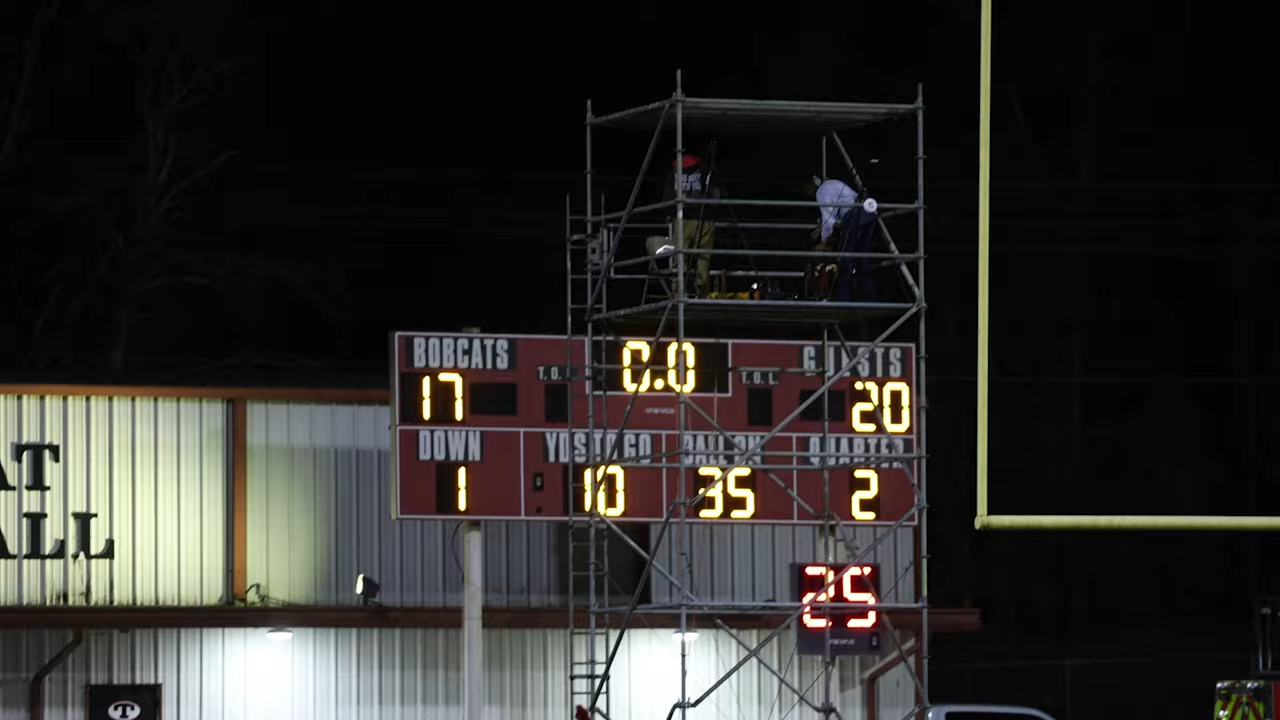 BOBCATS
T.O.L.
0.0
T.O.L.
GUESTS
17
20
DOWN
YDS TO GO
BALL ON
QUARTER
1
10
35
2
25
AT
ALL
T